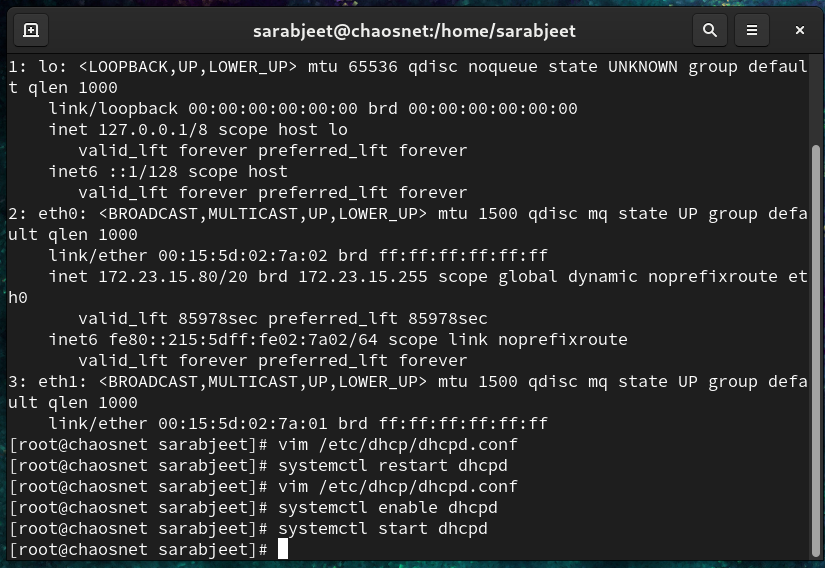 sarabjeet@chaosnet:/home/sarabjeet
1: lo: <LOOPBACK,UP,LOWER_UP> mtu 65536 qdisc noqueue state UNKNOWN group defaul
t qlen 1000
    link/loopback 00:00:00:00:00:00 brd 00:00:00:00:00:00
    inet 127.0.0.1/8 scope host lo
       valid_lft forever preferred_lft forever
    inet6 ::1/128 scope host
       valid_lft forever preferred_lft forever
2: eth0: <BROADCAST,MULTICAST,UP,LOWER_UP> mtu 1500 qdisc mq state UP group defa
ult qlen 1000
    link/ether 00:15:5d:02:7a:02 brd ff:ff:ff:ff:ff:ff
    inet 172.23.15.80/20 brd 172.23.15.255 scope global dynamic noprefixroute et
h0
       valid_lft 85978sec preferred_lft 85978sec
    inet6 fe80::215:5dff:fe02:7a02/64 scope link noprefixroute
       valid_lft forever preferred_lft forever
3: eth1: <BROADCAST,MULTICAST,UP,LOWER_UP> mtu 1500 qdisc mq state UP group defa
ult qlen 1000
    link/ether 00:15:5d:02:7a:01 brd ff:ff:ff:ff:ff:ff
[root@chaosnet sarabjeet]# vim /etc/dhcp/dhcpd.conf
[root@chaosnet sarabjeet]# systemctl restart dhcpd
[root@chaosnet sarabjeet]# vim /etc/dhcp/dhcpd.conf
[root@chaosnet sarabjeet]# systemctl enable dhcpd
[root@chaosnet sarabjeet]# systemctl start dhcpd
[root@chaosnet sarabjeet]#